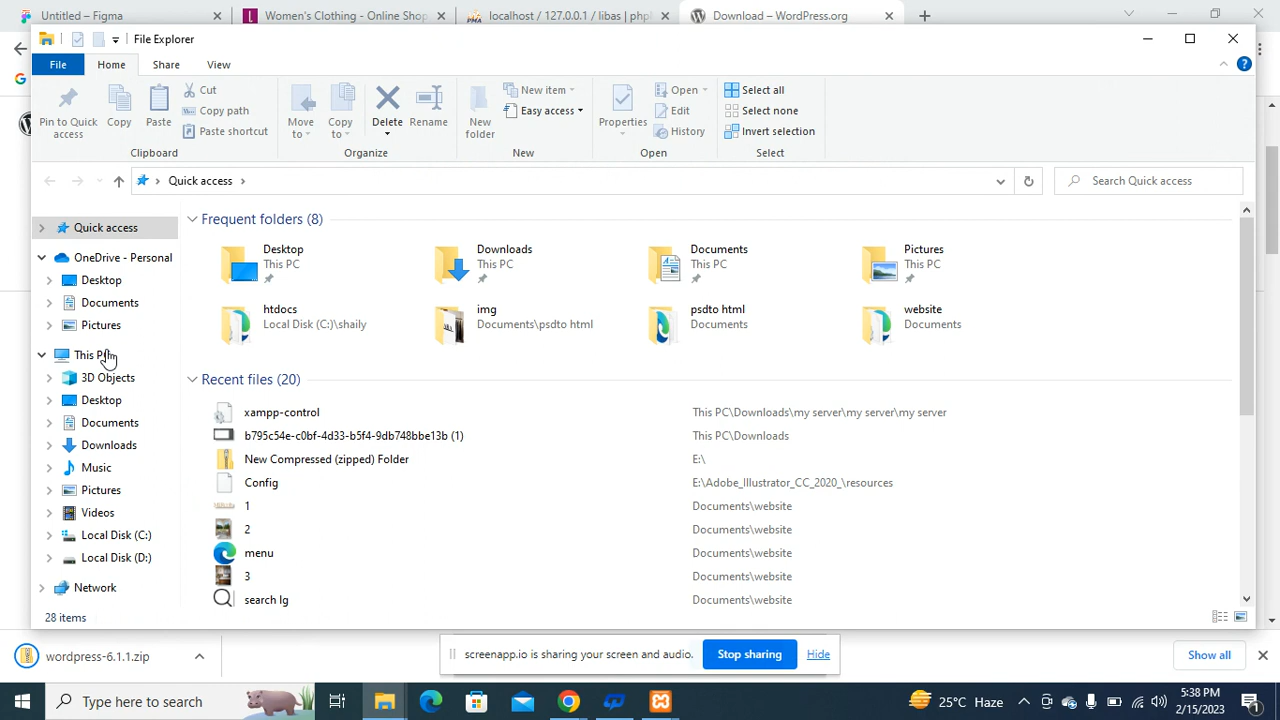 Untitled – Figma
Women's Clothing - Online Shop
localhost / 127.0.0.1 / libas | php
Download – WordPress.org
File Explorer
File
Home
Share
View
Pin to Quick access
Copy
Paste
Cut
Copy path
Paste shortcut
Clipboard
Move to
Copy to
Delete
Rename
Organize
New folder
New item
Easy access
New
Properties
Open
Edit
History
Open
Select all
Select none
Invert selection
Select
Quick access
Search Quick access
Quick access
OneDrive - Personal
Desktop
Documents
Pictures
This PC
3D Objects
Desktop
Documents
Downloads
Music
Pictures
Videos
Local Disk (C:)
Local Disk (D:)
Network
Frequent folders (8)
Desktop
This PC
Downloads
This PC
Documents
This PC
Pictures
This PC
htdocs
Local Disk (C:)\shaily
img
Documents\psdto html
psdto html
Documents
website
Documents
Recent files (20)
xampp-control This PC\Downloads\my server\my server\my server
b795c54e-c0bf-4d33-b5f4-9db748bbe13b (1) This PC\Downloads
New Compressed (zipped) Folder E:\
Config E:\Adobe_Illustrator_CC_2020_\resources
1 Documents\website
2 Documents\website
menu Documents\website
3 Documents\website
search lg Documents\website
28 items
wordpress-6.1.1.zip
screenapp.io is sharing your screen and audio.
Stop sharing
Hide
Show all
Type here to search
25°C Haze
5:38 PM
2/15/2023
1